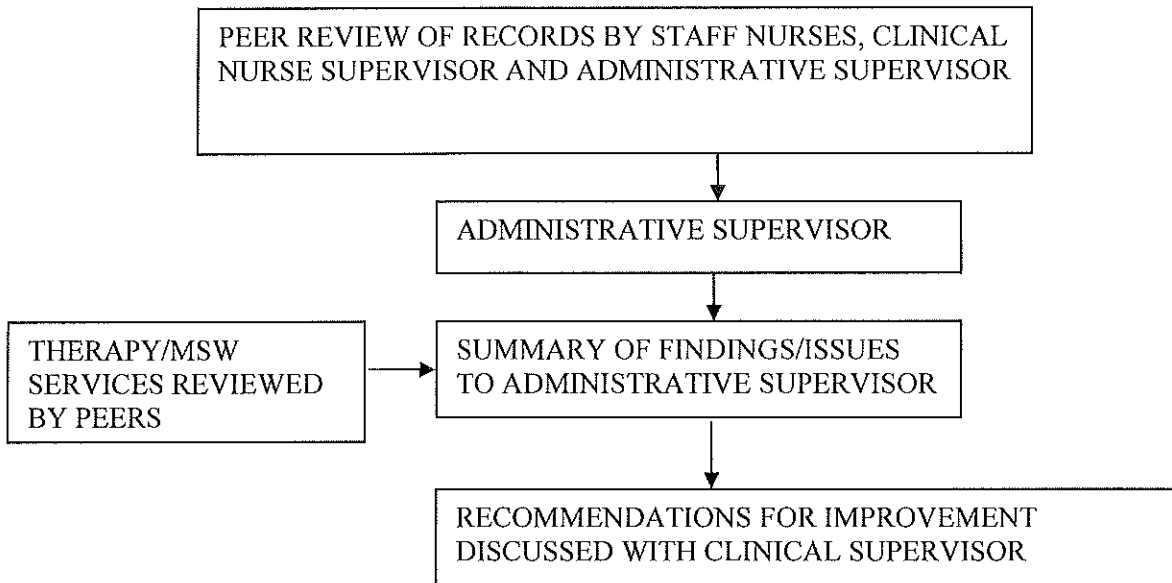 PEER REVIEW OF RECORDS BY STAFF NURSES, CLINICAL
NURSE SUPERVISOR AND ADMINISTRATIVE SUPERVISOR
ADMINISTRATIVE SUPERVISOR
THERAPY/MSW
SERVICES REVIEWED
BY PEERS
SUMMARY OF FINDINGS/ISSUES
TO ADMINISTRATIVE SUPERVISOR
RECOMMENDATIONS FOR IMPROVEMENT
DISCUSSED WITH CLINICAL SUPERVISOR